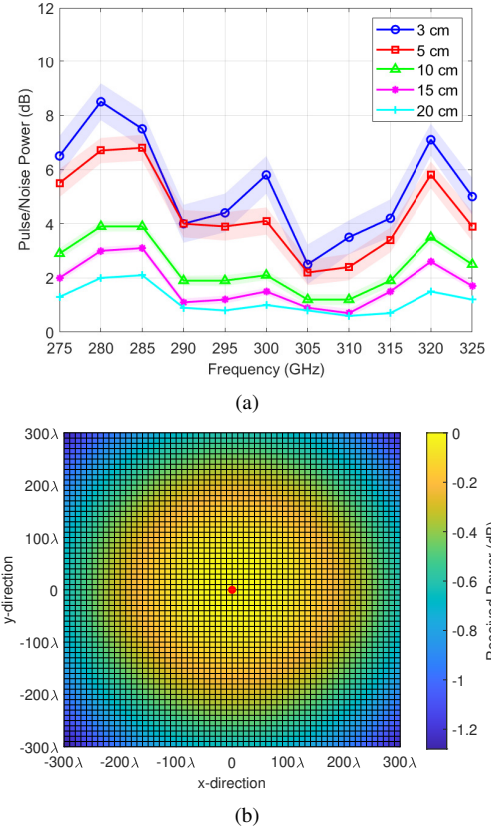 12
10
8
6
4
2
0
Pulse/Noise Power (dB)
3 cm
5 cm
10 cm
15 cm
20 cm
275 280 285 290 295 300 305 310 315 320 325
Frequency (GHz)
(a)
300λ
200λ
100λ
0
-100λ
-200λ
-300λ
y-direction
-300λ -200λ -100λ 0 100λ 200λ 300λ
x-direction
0
-0.2
-0.4
-0.6
-0.8
-1
-1.2
Received Power (dB)
(b)